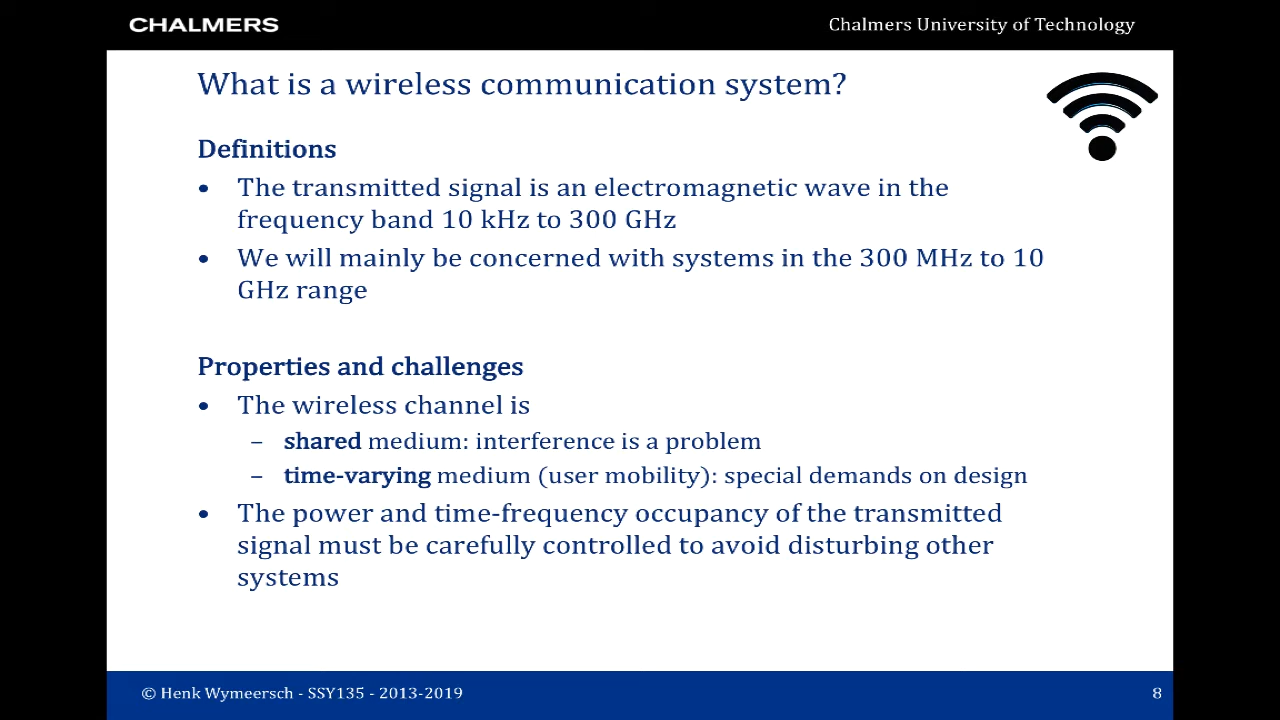 CHALMERS
Chalmers University of Technology
What is a wireless communication system?
Definitions
• The transmitted signal is an electromagnetic wave in the
frequency band 10 kHz to 300 GHz
• We will mainly be concerned with systems in the 300 MHz to 10
GHz range
Properties and challenges
• The wireless channel is
– shared medium: interference is a problem
– time-varying medium (user mobility): special demands on design
• The power and time-frequency occupancy of the transmitted
signal must be carefully controlled to avoid disturbing other
systems
© Henk Wymeersch - SSY135 - 2013-2019
8